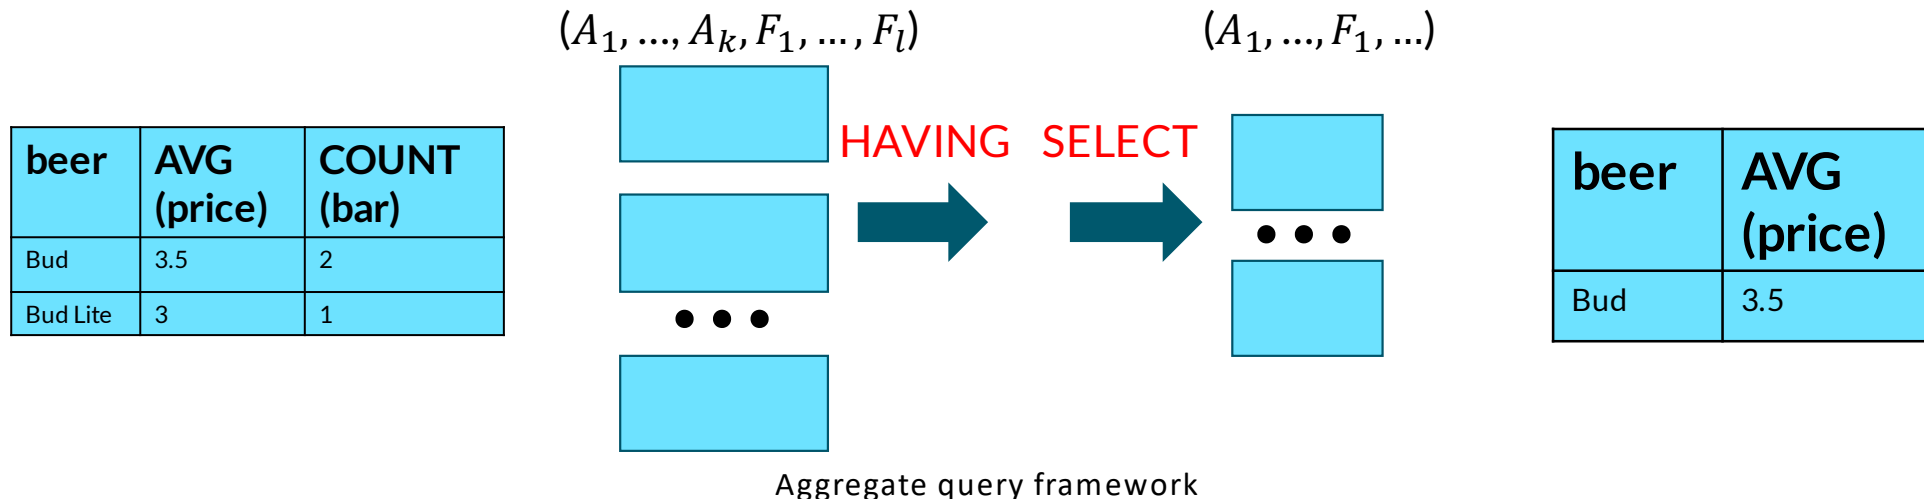 (A₁, …, Aₖ, F₁, … , Fₗ)
(A₁, …, F₁, …)
beer AVG (price) COUNT (bar)
Bud 3.5 2
Bud Lite 3 1
HAVING SELECT
beer AVG (price)
Bud 3.5
Aggregate query framework